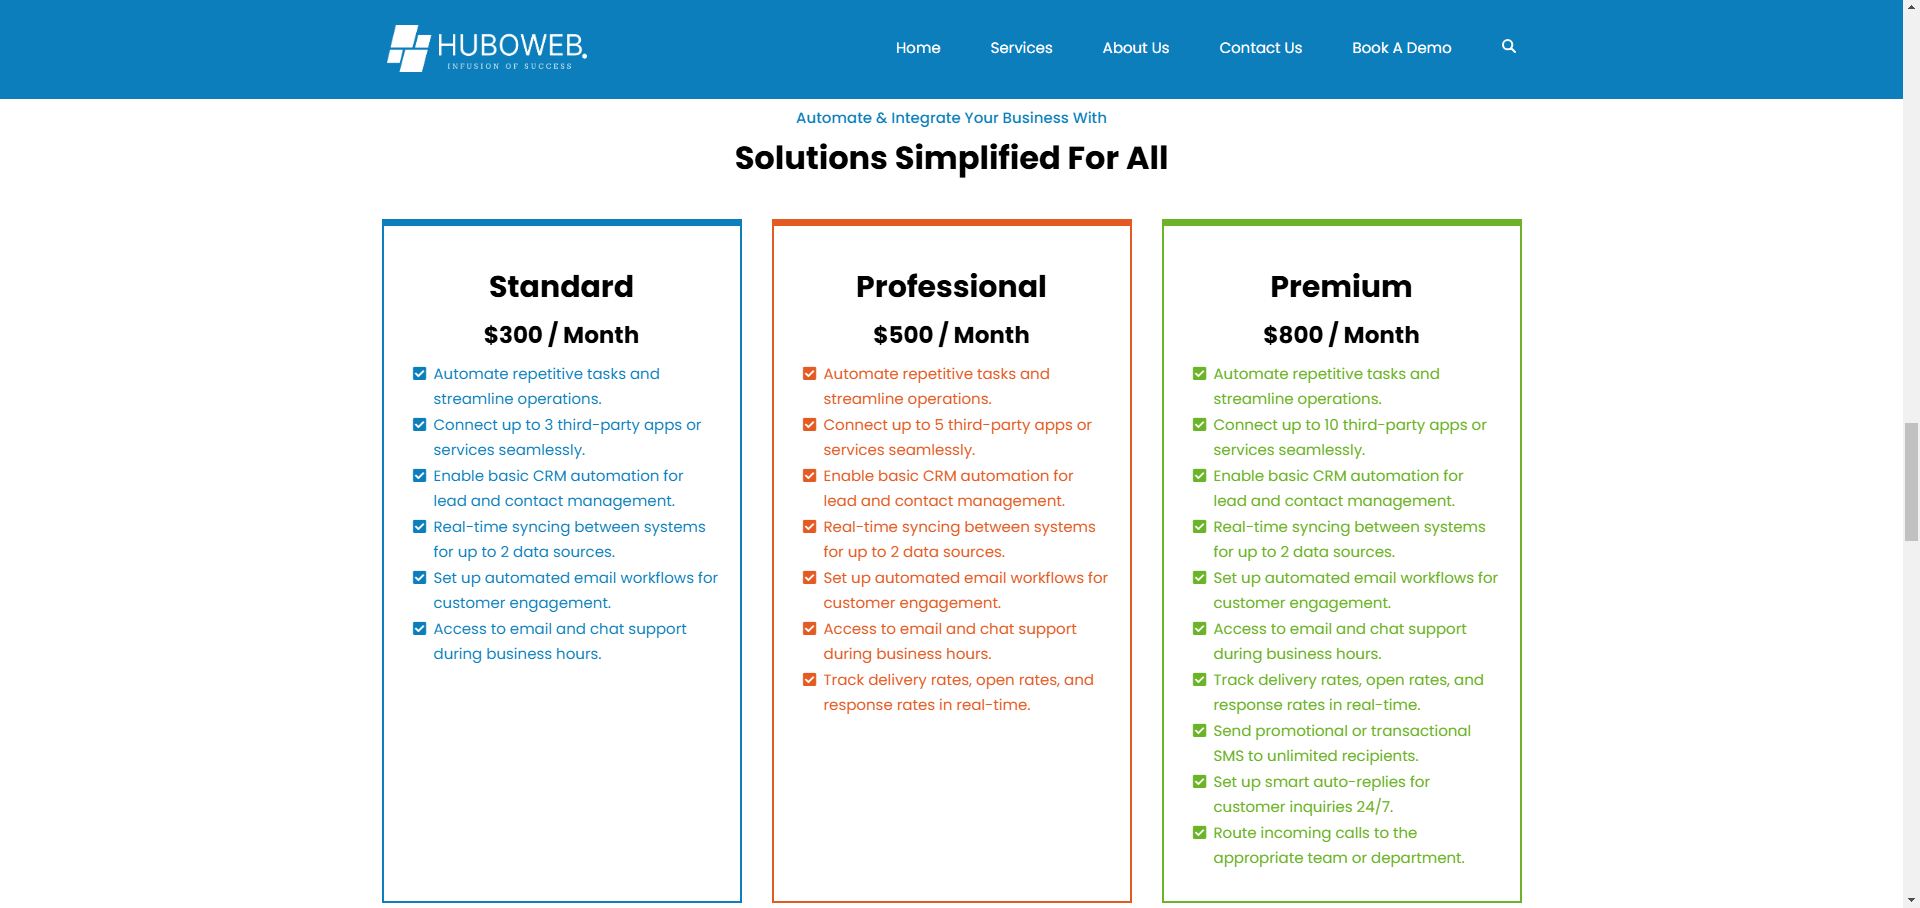 HUBOWEB.
INFUSION OF SUCCESS
Home
Services
About Us
Contact Us
Book A Demo
Automate & Integrate Your Business With
Solutions Simplified For All
Standard
$300 / Month
Automate repetitive tasks and
streamline operations.
Connect up to 3 third-party apps or
services seamlessly.
Enable basic CRM automation for
lead and contact management.
Real-time syncing between systems
for up to 2 data sources.
Set up automated email workflows for
customer engagement.
Access to email and chat support
during business hours.
Professional
$500 / Month
Automate repetitive tasks and
streamline operations.
Connect up to 5 third-party apps or
services seamlessly.
Enable basic CRM automation for
lead and contact management.
Real-time syncing between systems
for up to 2 data sources.
Set up automated email workflows for
customer engagement.
Access to email and chat support
during business hours.
Track delivery rates, open rates, and
response rates in real-time.
Premium
$800 / Month
Automate repetitive tasks and
streamline operations.
Connect up to 10 third-party apps or
services seamlessly.
Enable basic CRM automation for
lead and contact management.
Real-time syncing between systems
for up to 2 data sources.
Set up automated email workflows for
customer engagement.
Access to email and chat support
during business hours.
Track delivery rates, open rates, and
response rates in real-time.
Send promotional or transactional
SMS to unlimited recipients.
Set up smart auto-replies for
customer inquiries 24/7.
Route incoming calls to the
appropriate team or department.